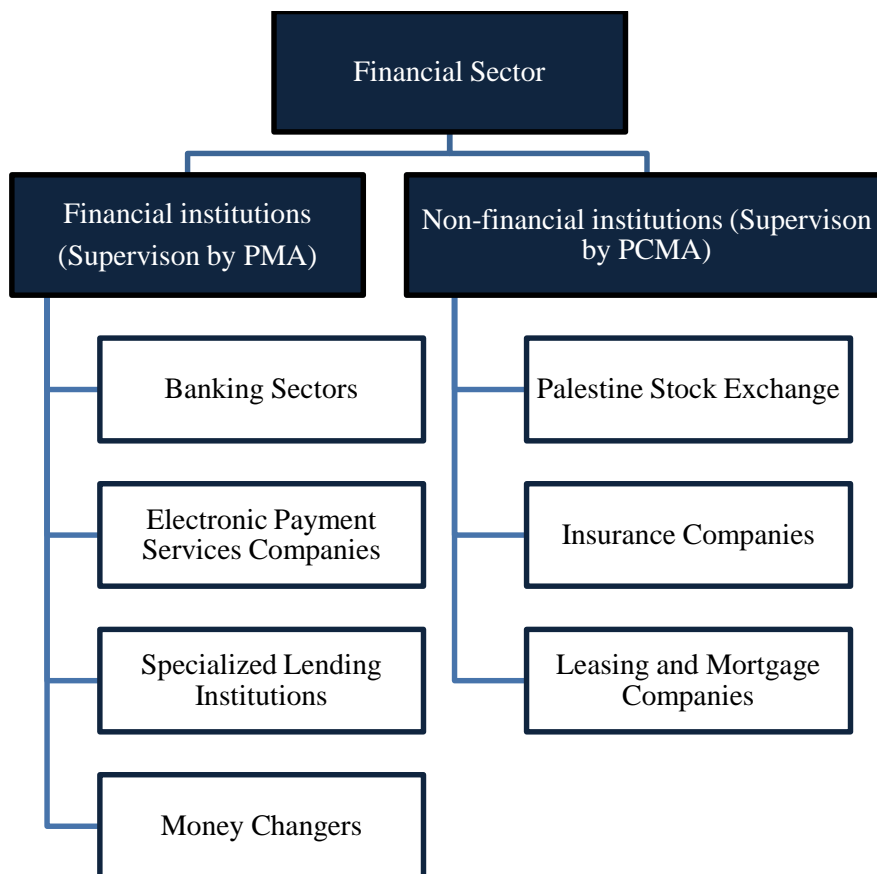 Financial Sector
Financial institutions
(Supervision by PMA)
Non-financial institutions (Supervison
by PCMA)
Banking Sectors
Electronic Payment
Services Companies
Specialized Lending
Institutions
Money Changers
Palestine Stock Exchange
Insurance Companies
Leasing and Mortgage
Companies